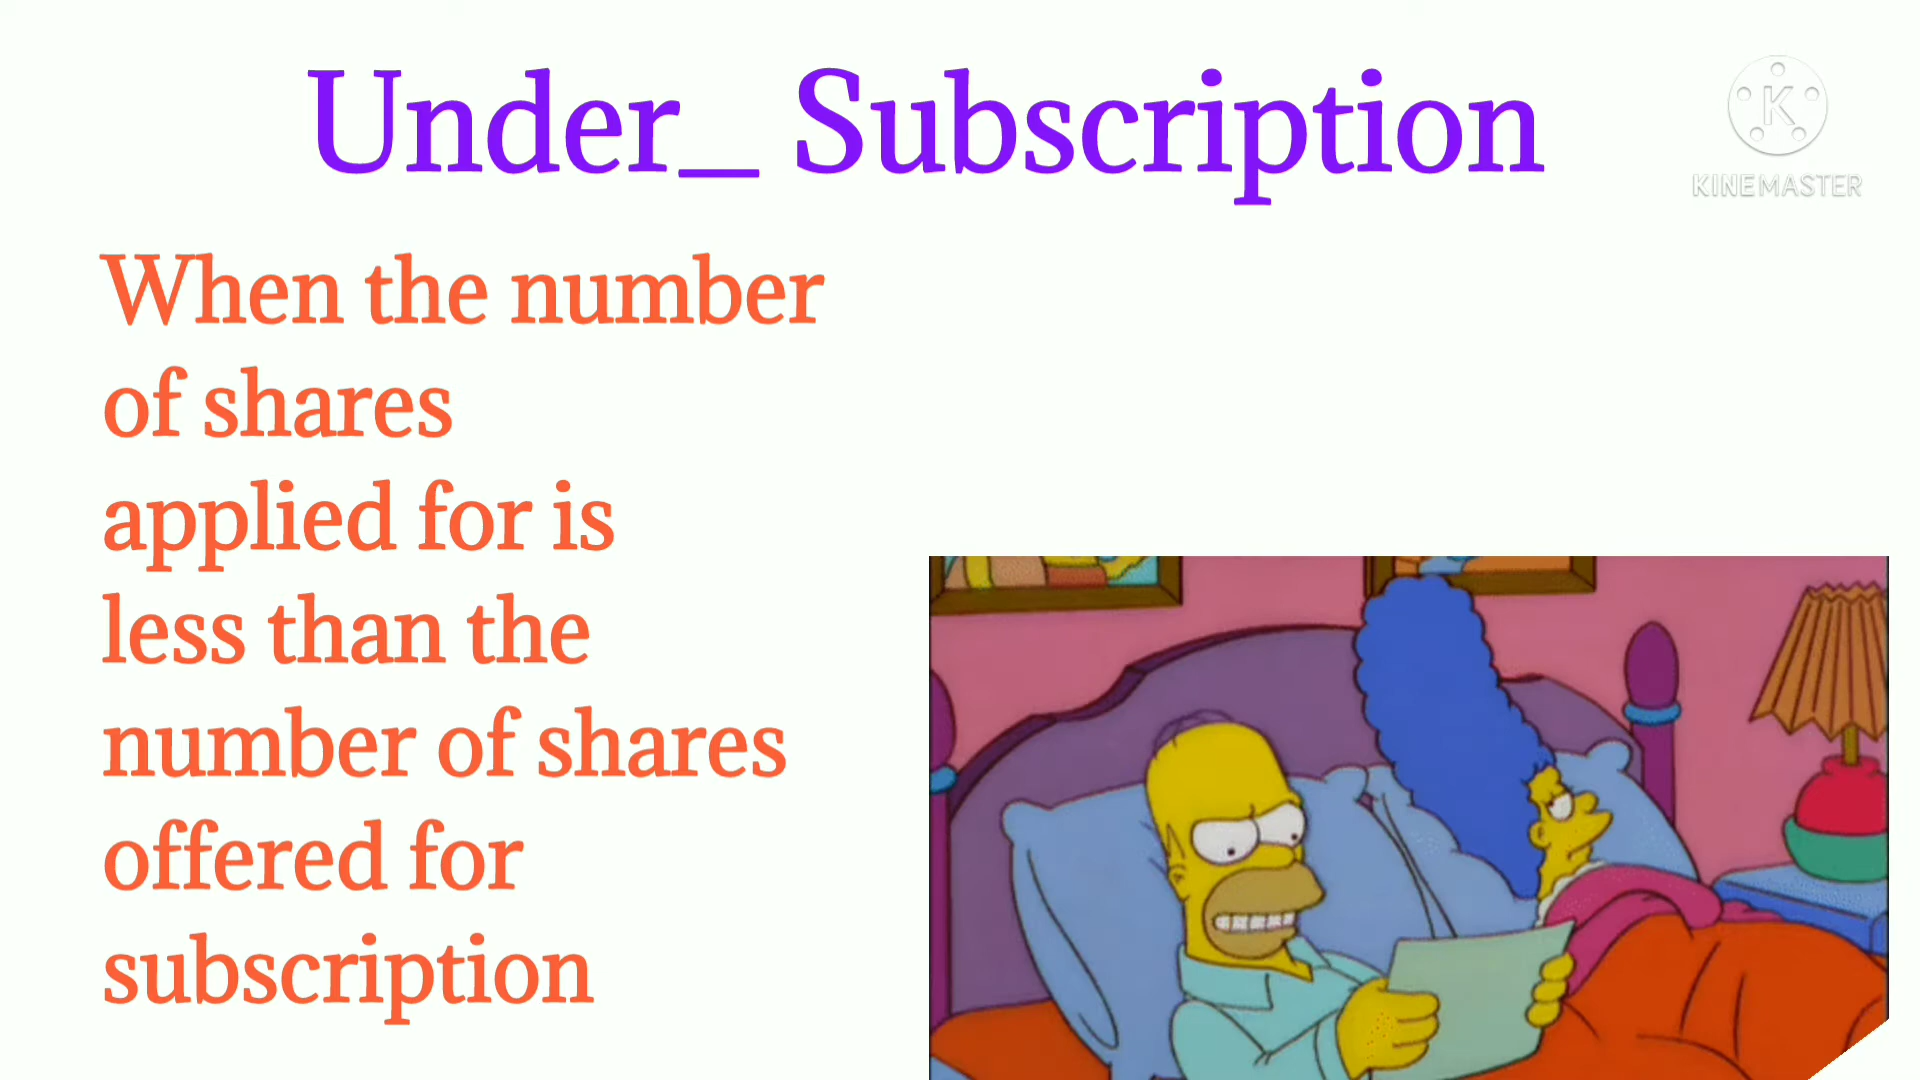 Under_ Subscription
K
KINEMASTER
When the number
of shares
applied for is
less than the
number of shares
offered for
subscription